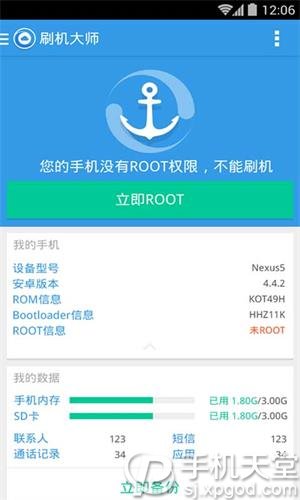 12:06
刷机大师
您的手机没有ROOT权限，不能刷机
立即ROOT
我的手机
设备型号 Nexus5
安卓版本 4.4.2
ROM信息 KOT49H
Bootloader信息 HHZ11K
ROOT信息 未ROOT
我的数据
手机内存 已用 1.80G/3.00G
SD卡 已用 1.80G/3.00G
联系人 123 短信 123
通话记录 34 应用 34
立即备份
手机天堂
sj.xpgod.com